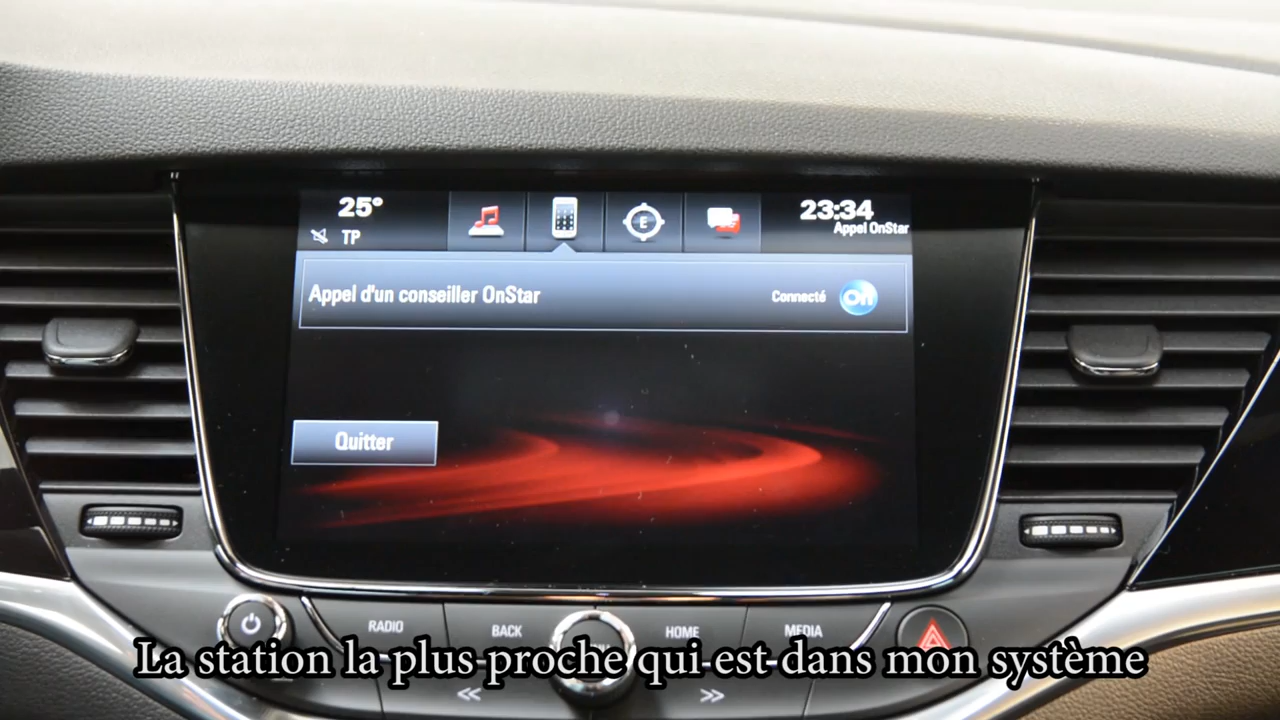 25°
TP
E
23:34
Appel OnStar
Appel d'un conseiller OnStar
Connecté
On
Quitter
RADIO
BACK
HOME
MEDIA
La station la plus proche qui est dans mon système